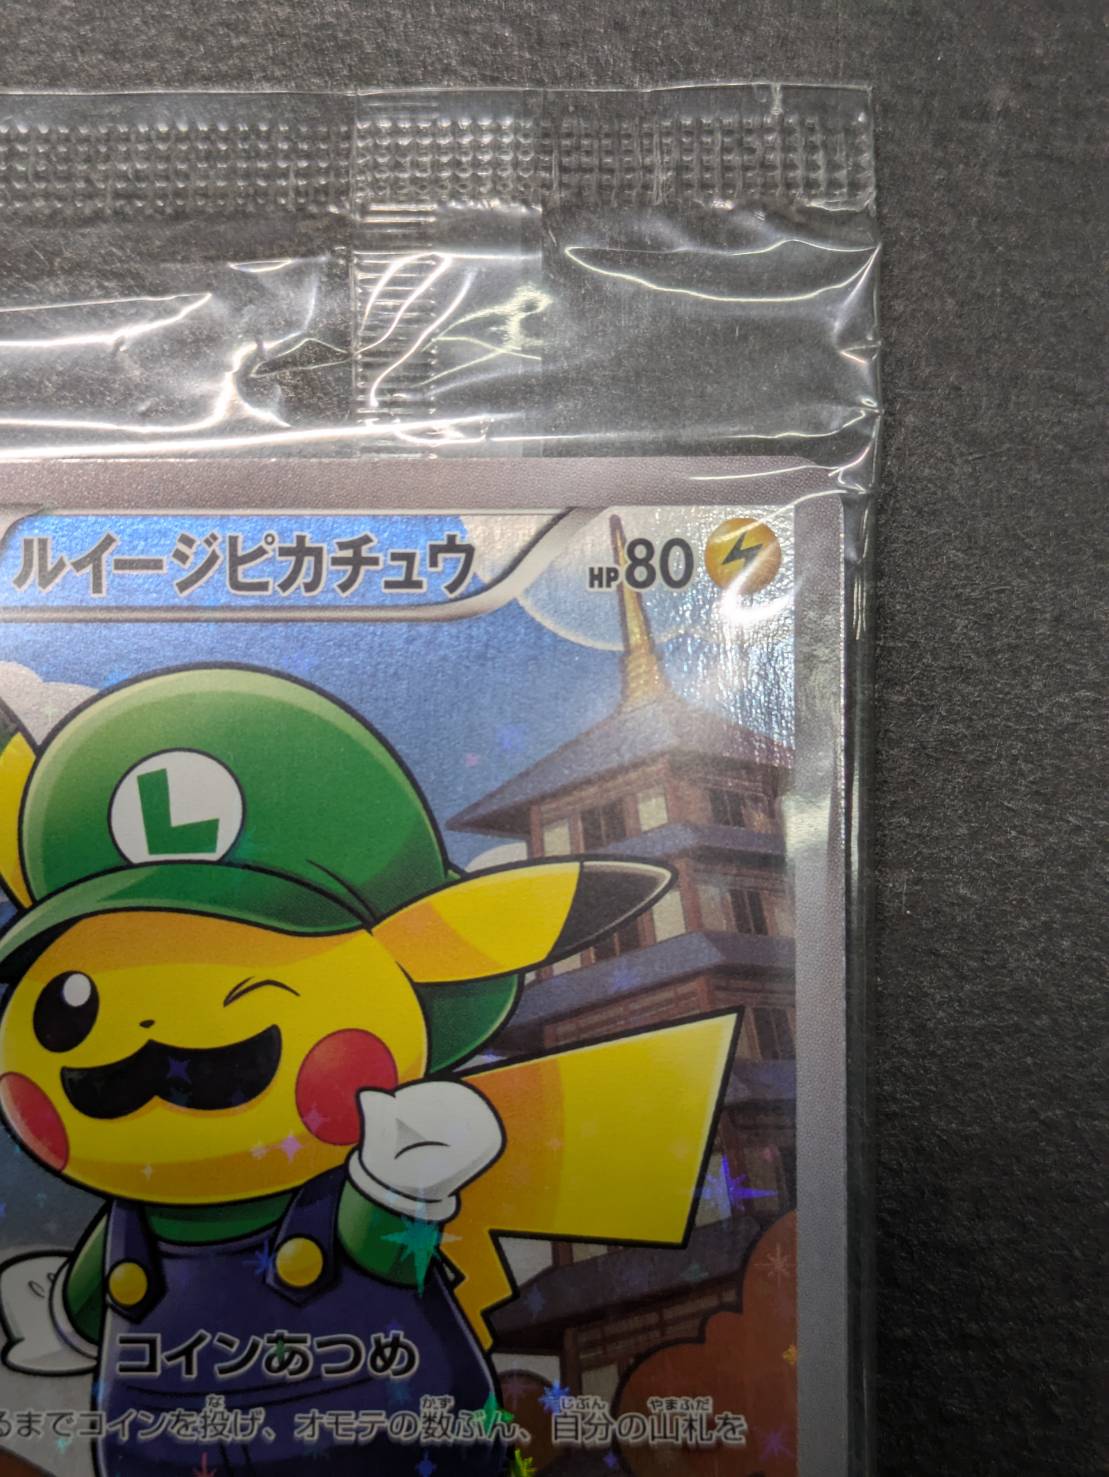 ルイージピカチュウ HP80
L
コインあつめ
るまでコインを投げ、オモテの数ぶん、自分の山札を